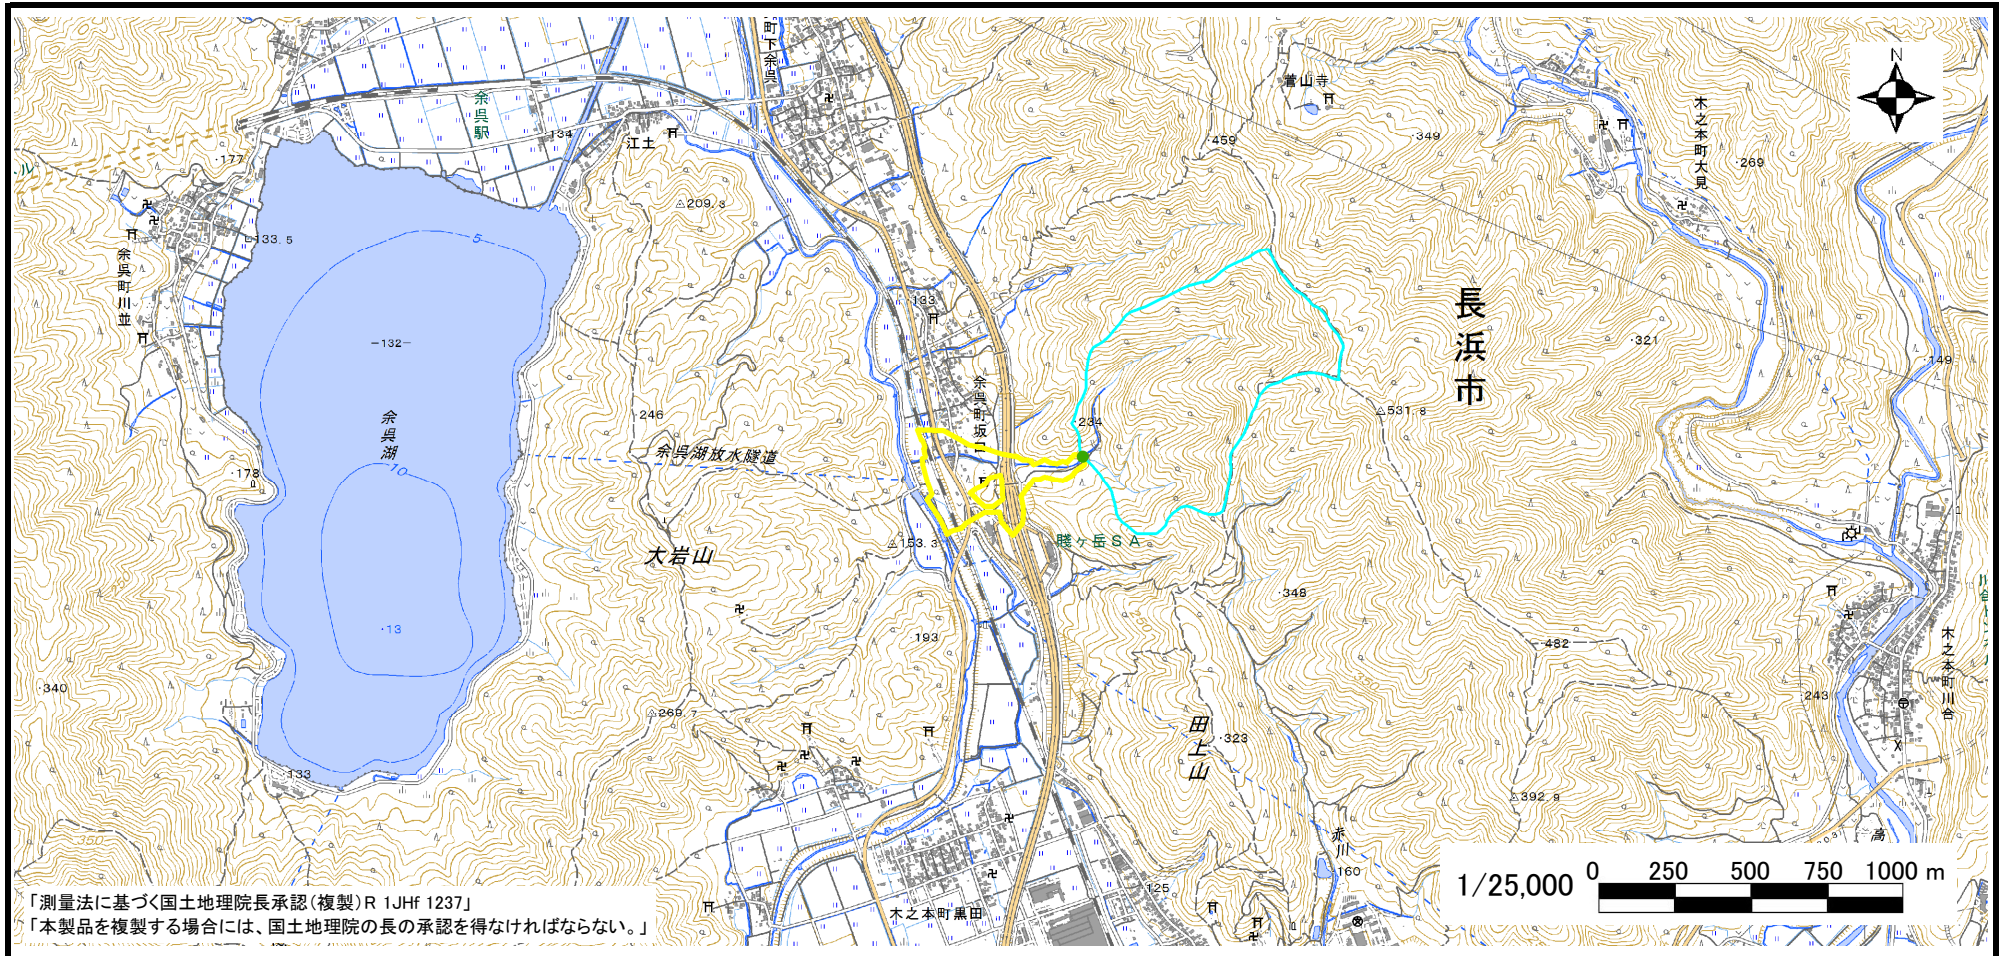 町下余呉
余呉駅
菅山寺
木之本町大見
N
134
江土
177
ル
459
349
269
209.3
133.5
余呉町川並
5
133
長浜市
-132-
321
149
余呉町坂口
246
531.8
234
余呉湖
余呉湖放水隧道
178
10
153.3
賤ヶ岳SA
大岩山
348
13
193
482
木之本町川合
340
243
269.7
田上山
323
133
392.9
赤川
高
160
125
木之本町黒田
350
300
1/25,000
0 250 500 750 1000 m
「測量法に基づく国土地理院長承認(複製)R 1JHf 1237」
「本製品を複製する場合には、国土地理院の長の承認を得なければならない。」